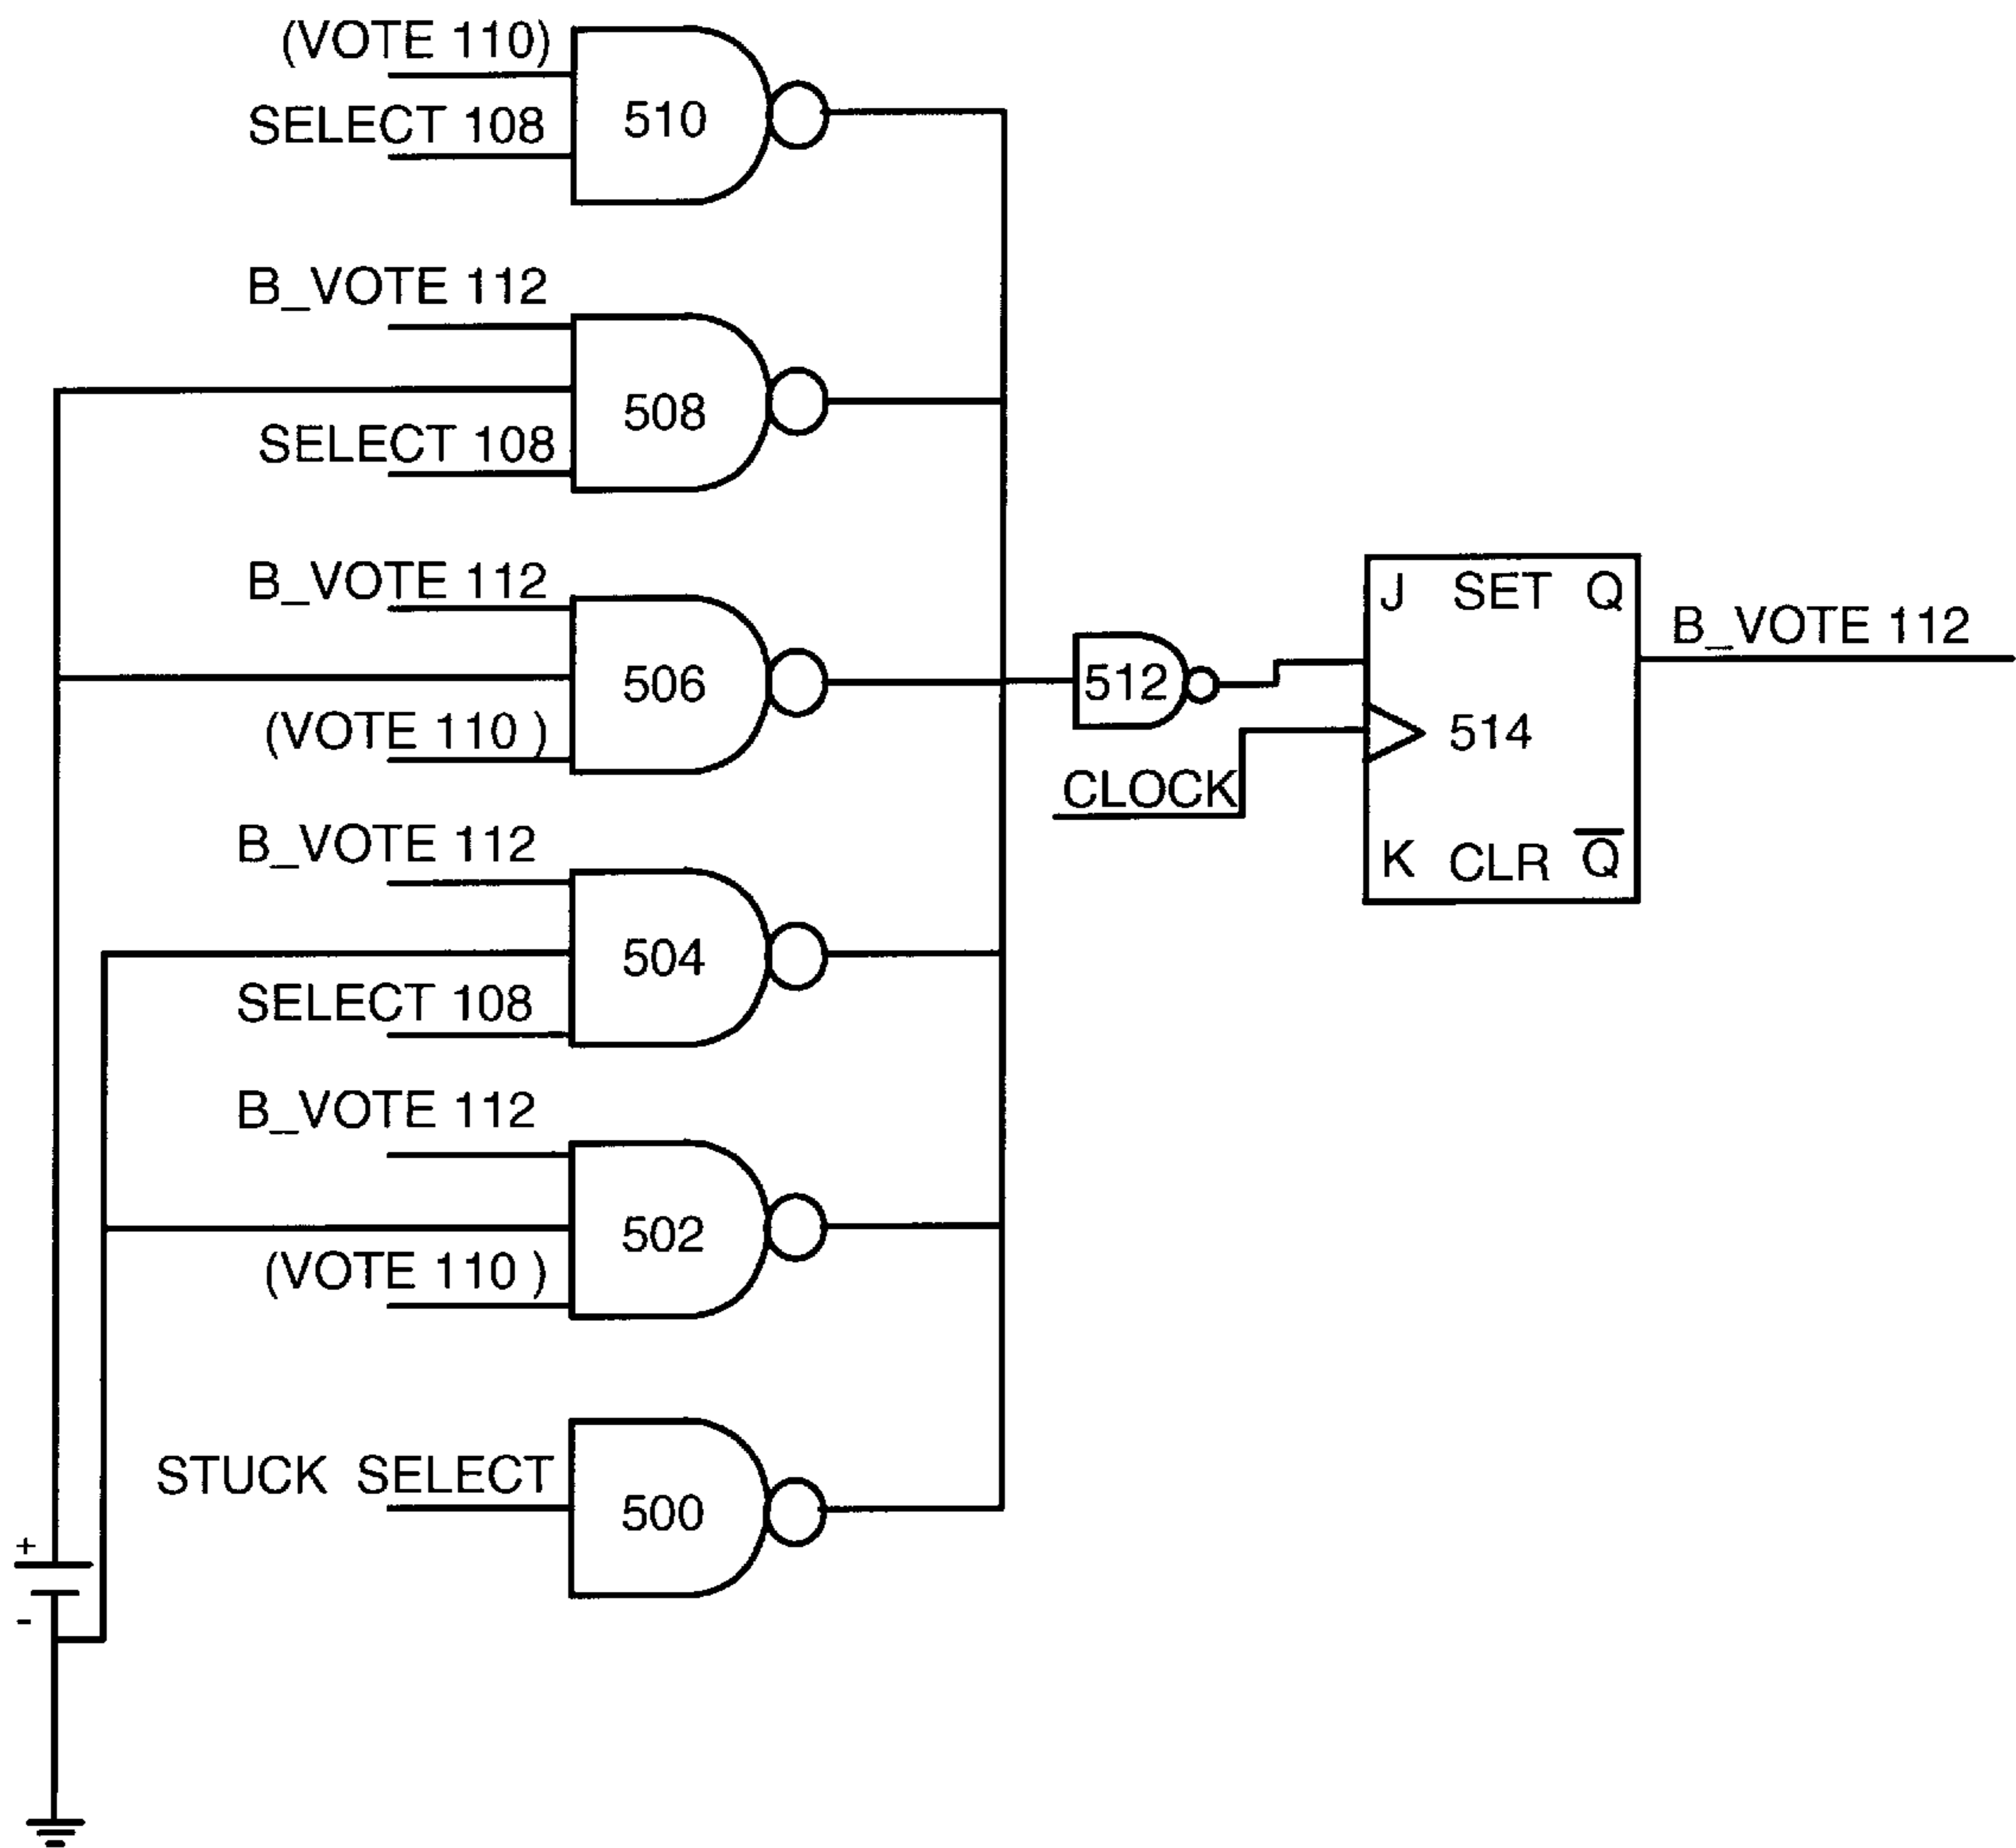 (VOTE 110)
SELECT 108
510
B_VOTE 112
508
SELECT 108
B_VOTE 112
506
(VOTE 110 )
B_VOTE 112
504
SELECT 108
B_VOTE 112
502
(VOTE 110 )
STUCK SELECT
500
+
-
512
CLOCK
J SET Q
514
K CLR Q̅
B_VOTE 112